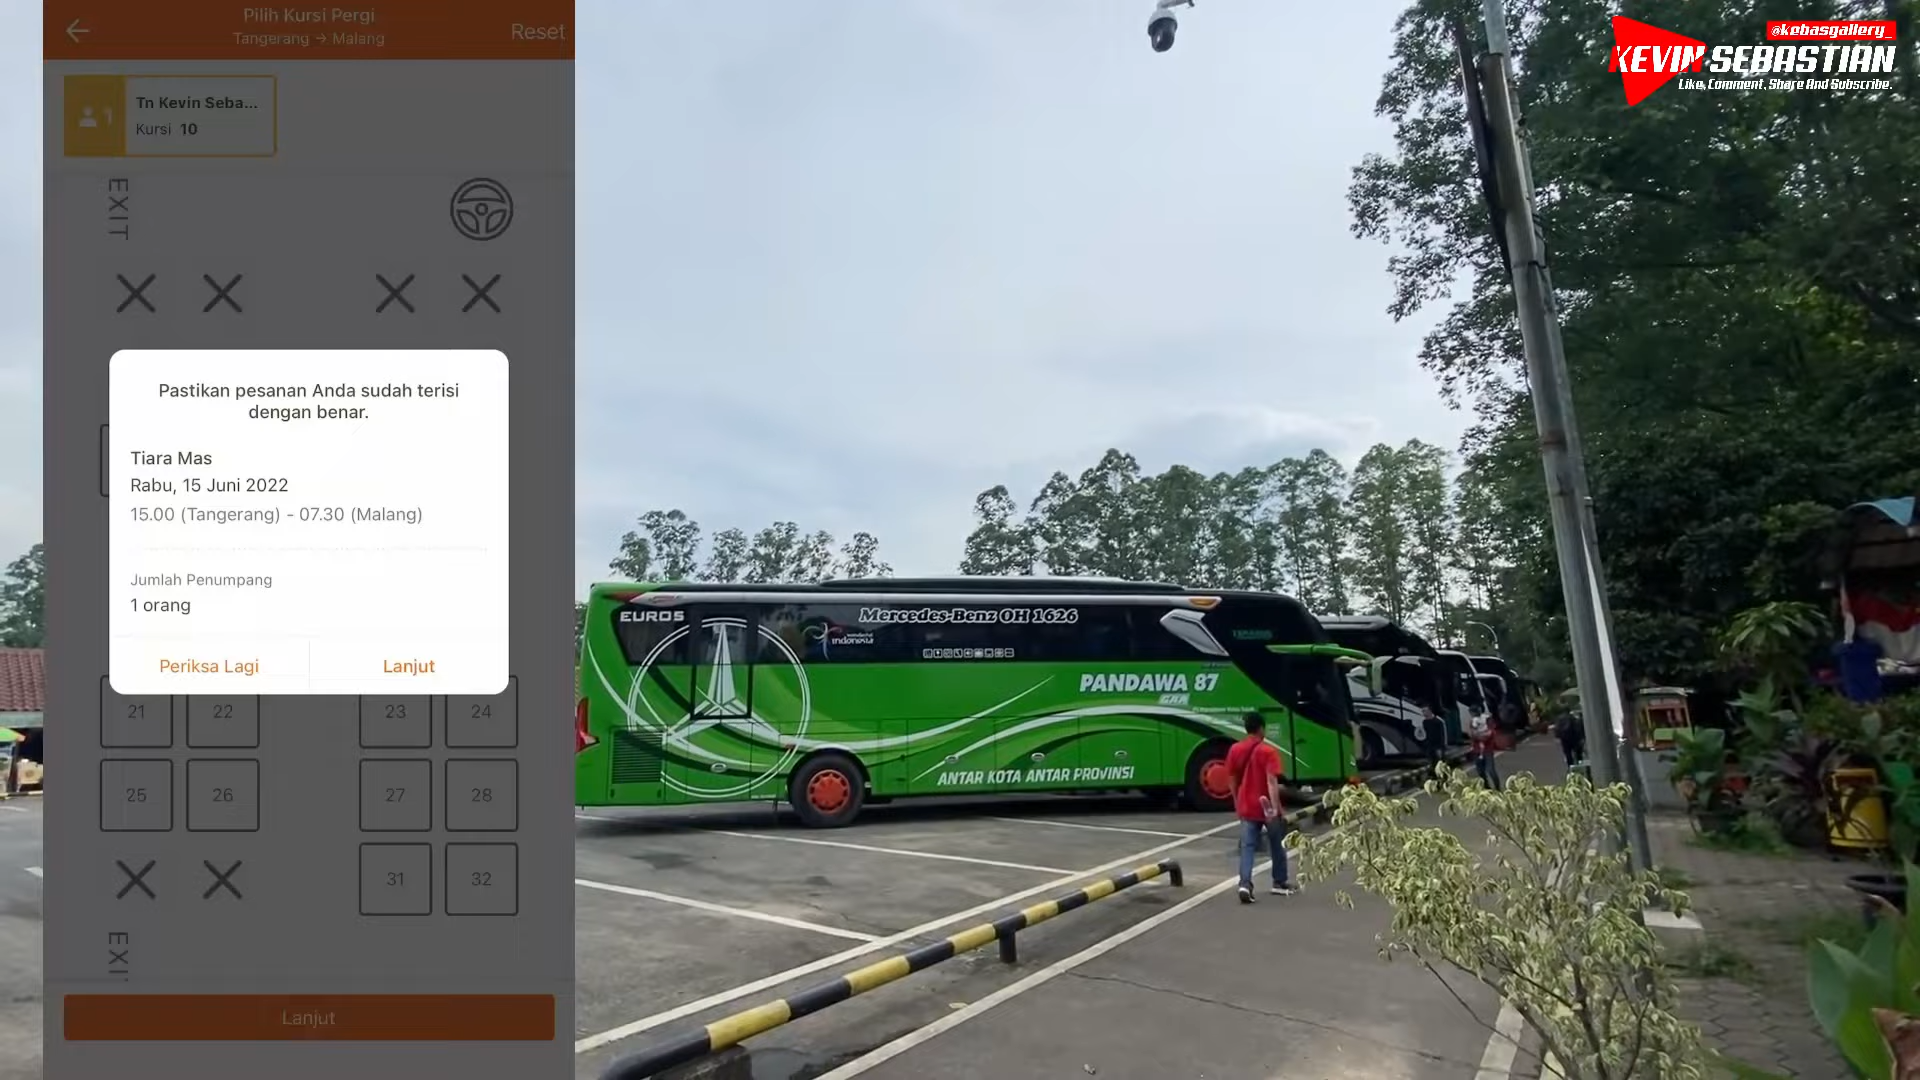 Pilih Kursi Pergi
Tangerang → Malang
Reset
1
Tn Kevin Seba...
Kursi 10
EXIT
Pastikan pesanan Anda sudah terisi
dengan benar.
Tiara Mas
Rabu, 15 Juni 2022
15.00 (Tangerang) - 07.30 (Malang)
Jumlah Penumpang
1 orang
Periksa Lagi
Lanjut
21 22 23 24
25 26 27 28
31 32
EXI
Lanjut
@kebasgallery_
KEVIN SEBASTIAN
Like, Comment, Share And Subscribe.
EURO5
Mercedes-Benz OH 1626
wonderful
indonesia
PANDAWA 87
ANTAR KOTA ANTAR PROVINSI